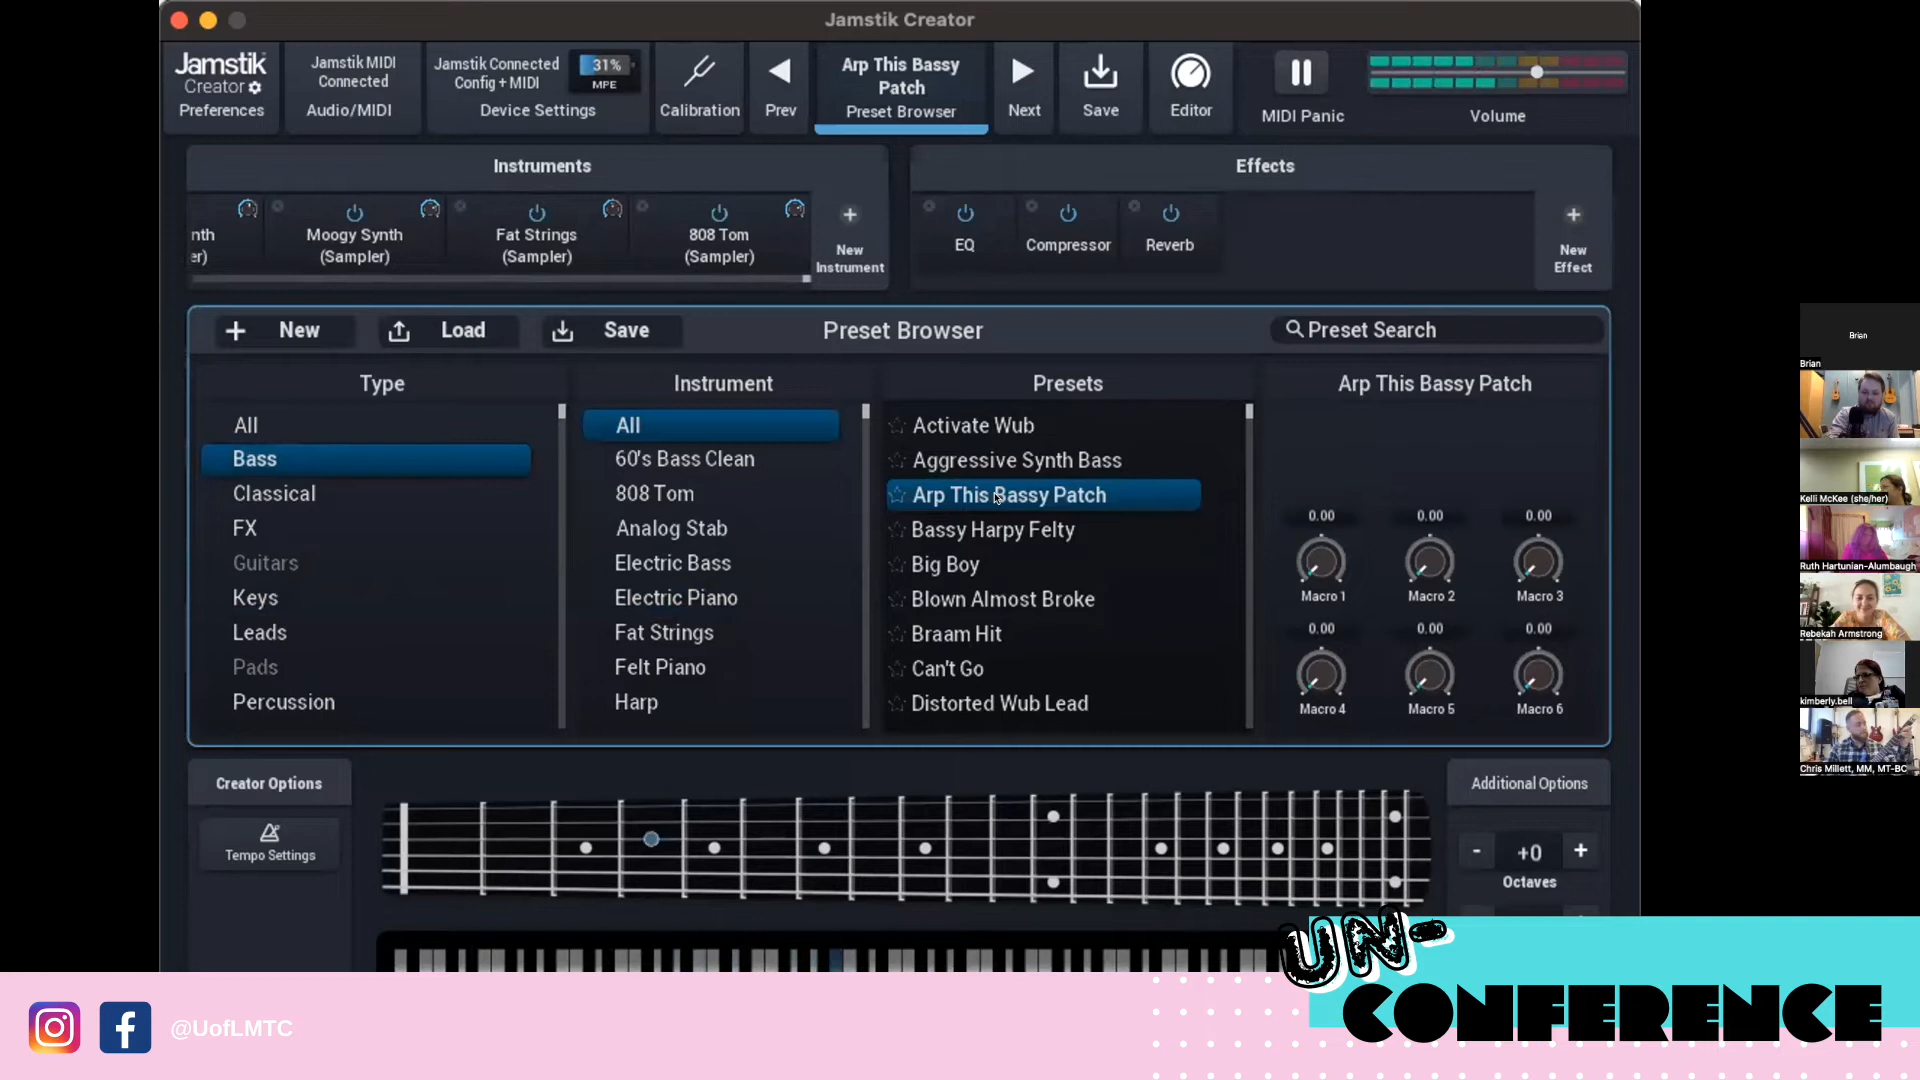 Jamstik Creator
Jamstik
Creator
Preferences
Jamstik MIDI
Connected
Audio/MIDI
Jamstik Connected
Config + MIDI
31%
MPE
Device Settings
Calibration
Prev
Arp This Bassy
Patch
Preset Browser
Next
Save
Editor
MIDI Panic
Volume
Instruments
nth
er)
Moogy Synth
(Sampler)
Fat Strings
(Sampler)
808 Tom
(Sampler)
+
New
Instrument
Effects
EQ
Compressor
Reverb
+
New
Effect
+ New
Load
Save
Preset Browser
Preset Search
Type
All
Bass
Classical
FX
Guitars
Keys
Leads
Pads
Percussion
Instrument
All
60's Bass Clean
808 Tom
Analog Stab
Electric Bass
Electric Piano
Fat Strings
Felt Piano
Harp
Presets
Activate Wub
Aggressive Synth Bass
Arp This Bassy Patch
Bassy Harpy Felty
Big Boy
Blown Almost Broke
Braam Hit
Can't Go
Distorted Wub Lead
Arp This Bassy Patch
0.00 0.00 0.00
Macro 1 Macro 2 Macro 3
0.00 0.00 0.00
Macro 4 Macro 5 Macro 6
Creator Options
Tempo Settings
Additional Options
- +0 +
Octaves
Brian
Brian
Kelli McKee (she/her)
Ruth Hartunian-Alumbaugh
Rebekah Armstrong
kimberly.bell
Chris Millett, MM, MT-BC
@UofLMTC
UN-
CONFERENCE